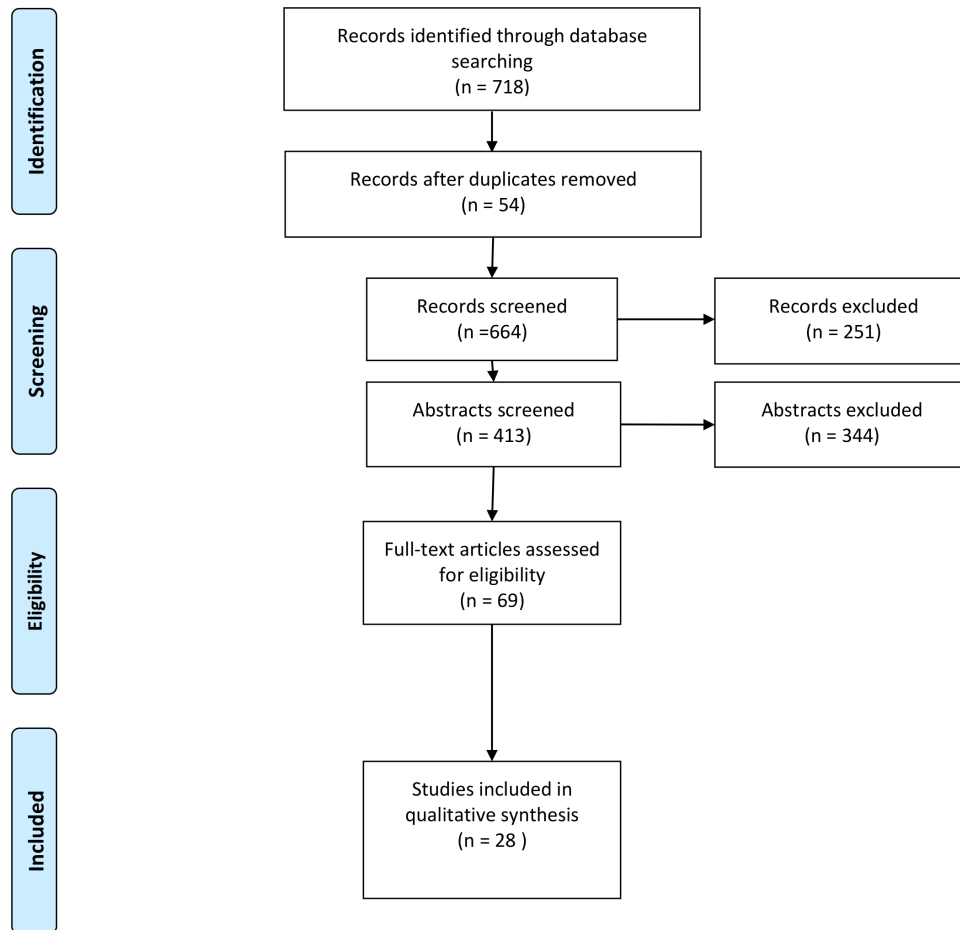 Identification
Records identified through database
searching
(n = 718)
Records after duplicates removed
(n = 54)
Screening
Records screened
(n =664)
Records excluded
(n = 251)
Abstracts screened
(n = 413)
Abstracts excluded
(n = 344)
Eligibility
Full-text articles assessed
for eligibility
(n = 69)
Included
Studies included in
qualitative synthesis
(n = 28 )